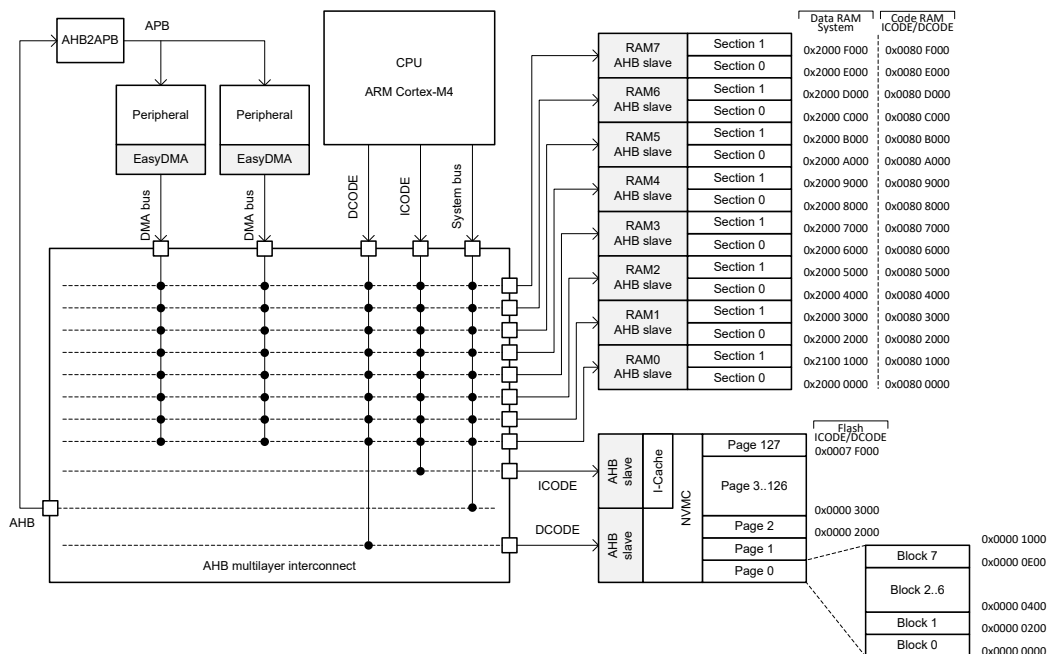 AHB2APB
APB
CPU
ARM Cortex-M4
Peripheral
EasyDMA
Peripheral
EasyDMA
DMA bus
DMA bus
DCODE
ICODE
System bus
AHB multilayer interconnect
AHB
ICODE
DCODE
Data RAM
System
Code RAM
ICODE/DCODE
RAM7
AHB slave
Section 1
0x2000 F000
0x0080 F000
Section 0
0x2000 E000
0x0080 E000
RAM6
AHB slave
Section 1
0x2000 D000
0x0080 D000
Section 0
0x2000 C000
0x0080 C000
RAM5
AHB slave
Section 1
0x2000 B000
0x0080 B000
Section 0
0x2000 A000
0x0080 A000
RAM4
AHB slave
Section 1
0x2000 9000
0x0080 9000
Section 0
0x2000 8000
0x0080 8000
RAM3
AHB slave
Section 1
0x2000 7000
0x0080 7000
Section 0
0x2000 6000
0x0080 6000
RAM2
AHB slave
Section 1
0x2000 5000
0x0080 5000
Section 0
0x2000 4000
0x0080 4000
RAM1
AHB slave
Section 1
0x2000 3000
0x0080 3000
Section 0
0x2000 2000
0x0080 2000
RAM0
AHB slave
Section 1
0x2100 1000
0x0080 1000
Section 0
0x2000 0000
0x0080 0000
Flash
ICODE/DCODE
AHB
slave
I-Cache
AHB
slave
NVMC
Page 127
0x0007 F000
Page 3..126
0x0000 3000
Page 2
0x0000 2000
Page 1
Page 0
0x0000 1000
Block 7
0x0000 0E00
Block 2..6
0x0000 0400
Block 1
0x0000 0200
Block 0
0x0000 0000